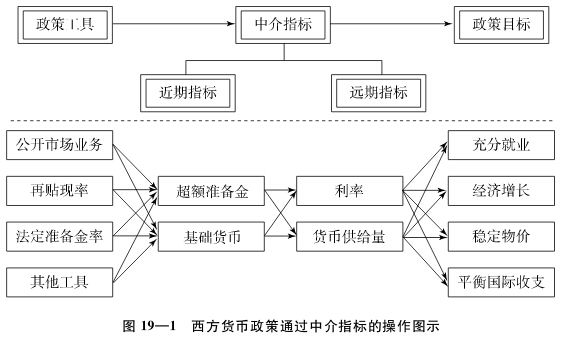 政策工具 中介指标 政策目标
近期指标 远期指标
公开市场业务 充分就业
再贴现率 超额准备金 利率 经济增长
法定准备金率 基础货币 货币供给量 稳定物价
其他工具 平衡国际收支
图 19—1 西方货币政策通过中介指标的操作图示